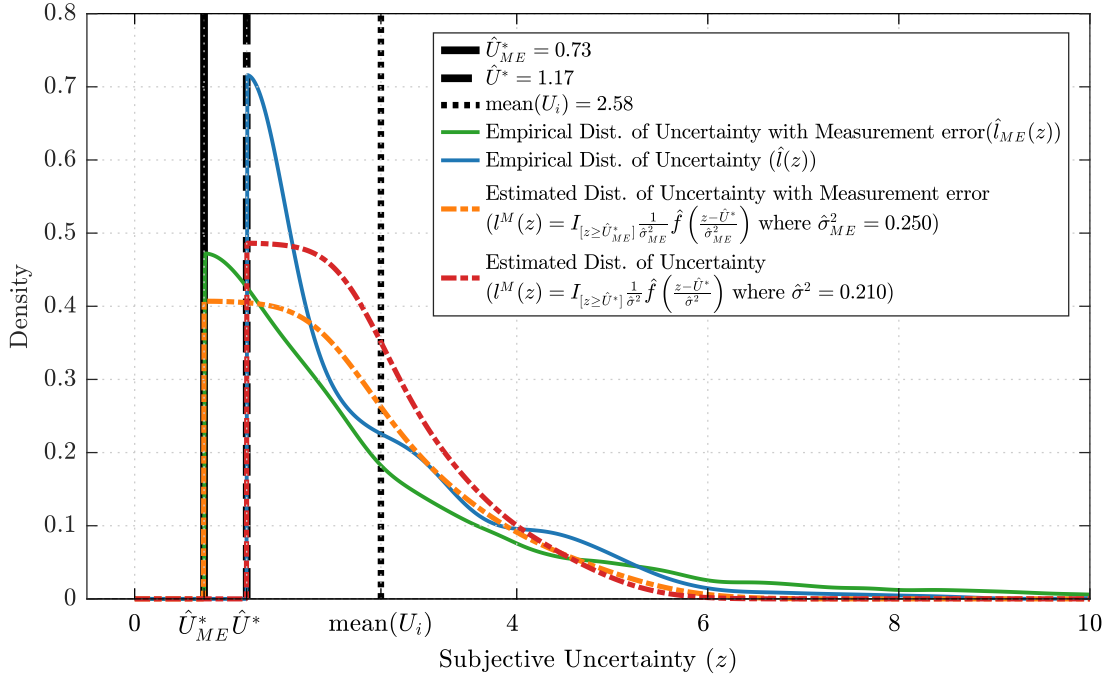 0.8
0.7
0.6
0.5
0.4
0.3
0.2
0.1
0
Density
Û*_ME = 0.73
Û* = 1.17
mean(U_i) = 2.58
Empirical Dist. of Uncertainty with Measurement error(l̂_ME(z))
Empirical Dist. of Uncertainty (l̂(z))
Estimated Dist. of Uncertainty with Measurement error
(l^M(z) = I_[z≥Û*_ME] 1/σ̂²_ME f̂((z−Û*)/σ̂²_ME) where σ̂²_ME = 0.250)
Estimated Dist. of Uncertainty
(l^M(z) = I_[z≥Û*] 1/σ̂² f̂((z−Û*)/σ̂²) where σ̂² = 0.210)
0 Û*_ME Û* mean(U_i) 4 6 8 10
Subjective Uncertainty (z)